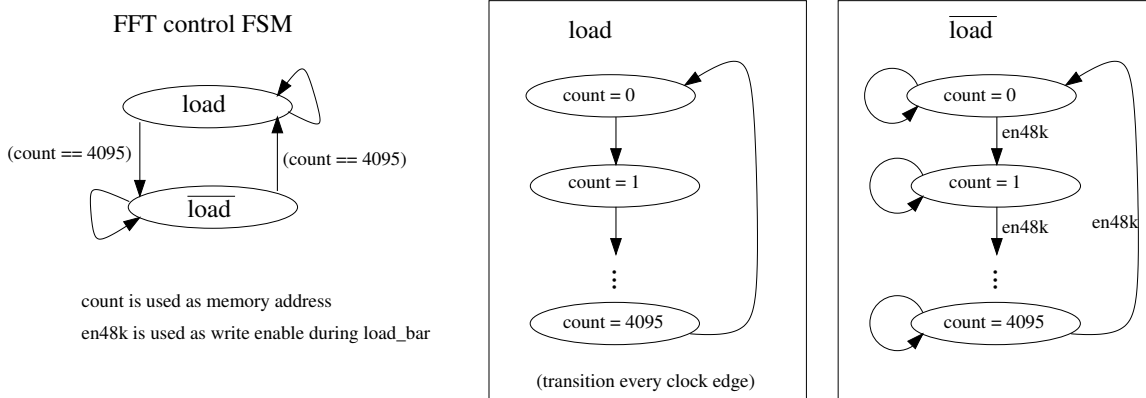 FFT control FSM
load
(count == 4095)
(count == 4095)
load
count is used as memory address
en48k is used as write enable during load_bar
load
count = 0
count = 1
⋮
count = 4095
(transition every clock edge)
load
count = 0
en48k
count = 1
en48k
en48k
⋮
count = 4095